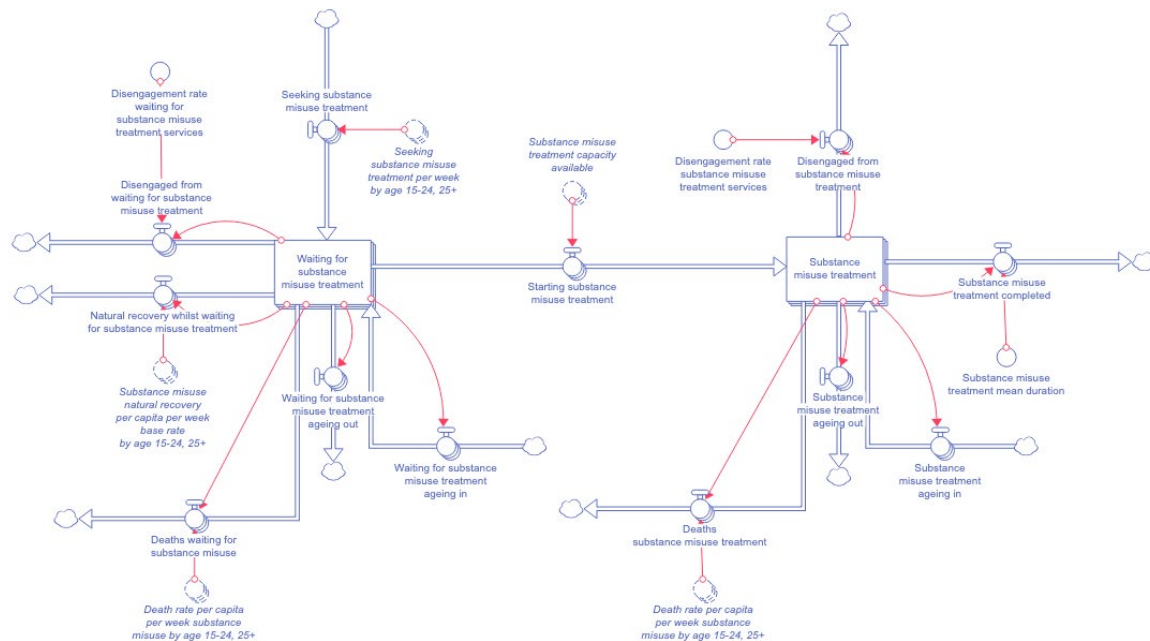 Disengagement rate
waiting for
substance misuse
treatment services
Seeking substance
misuse treatment
Seeking
substance misuse
treatment per week
by age 15-24, 25+
Substance misuse
treatment capacity
available
Disengagement rate
substance misuse
treatment services
Disengaged from
substance misuse
treatment
Disengaged from
waiting for substance
misuse treatment
Waiting for
substance
misuse treatment
Starting substance
misuse treatment
Substance
misuse treatment
Substance misuse
treatment completed
Natural recovery whilst waiting
for substance misuse treatment
Substance misuse
natural recovery
per capita per week
base rate
by age 15-24, 25+
Waiting for substance
misuse treatment
ageing out
Waiting for substance
misuse treatment
ageing in
Substance
misuse treatment
ageing out
Substance misuse
treatment mean duration
Substance
misuse treatment
ageing in
Deaths waiting for
substance misuse
Death rate per capita
per week substance
misuse by age 15-24, 25+
Deaths
substance misuse treatment
Death rate per capita
per week substance
misuse by age 15-24, 25+